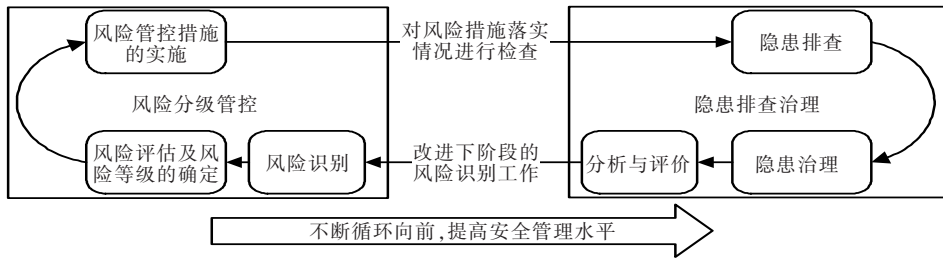 风险管控措施
的实施
对风险措施落实
情况进行检查
隐患排查
风险分级管控
隐患排查治理
风险评估及风
险等级的确定
风险识别
改进下阶段的
风险识别工作
分析与评价
隐患治理
不断循环向前,提高安全管理水平